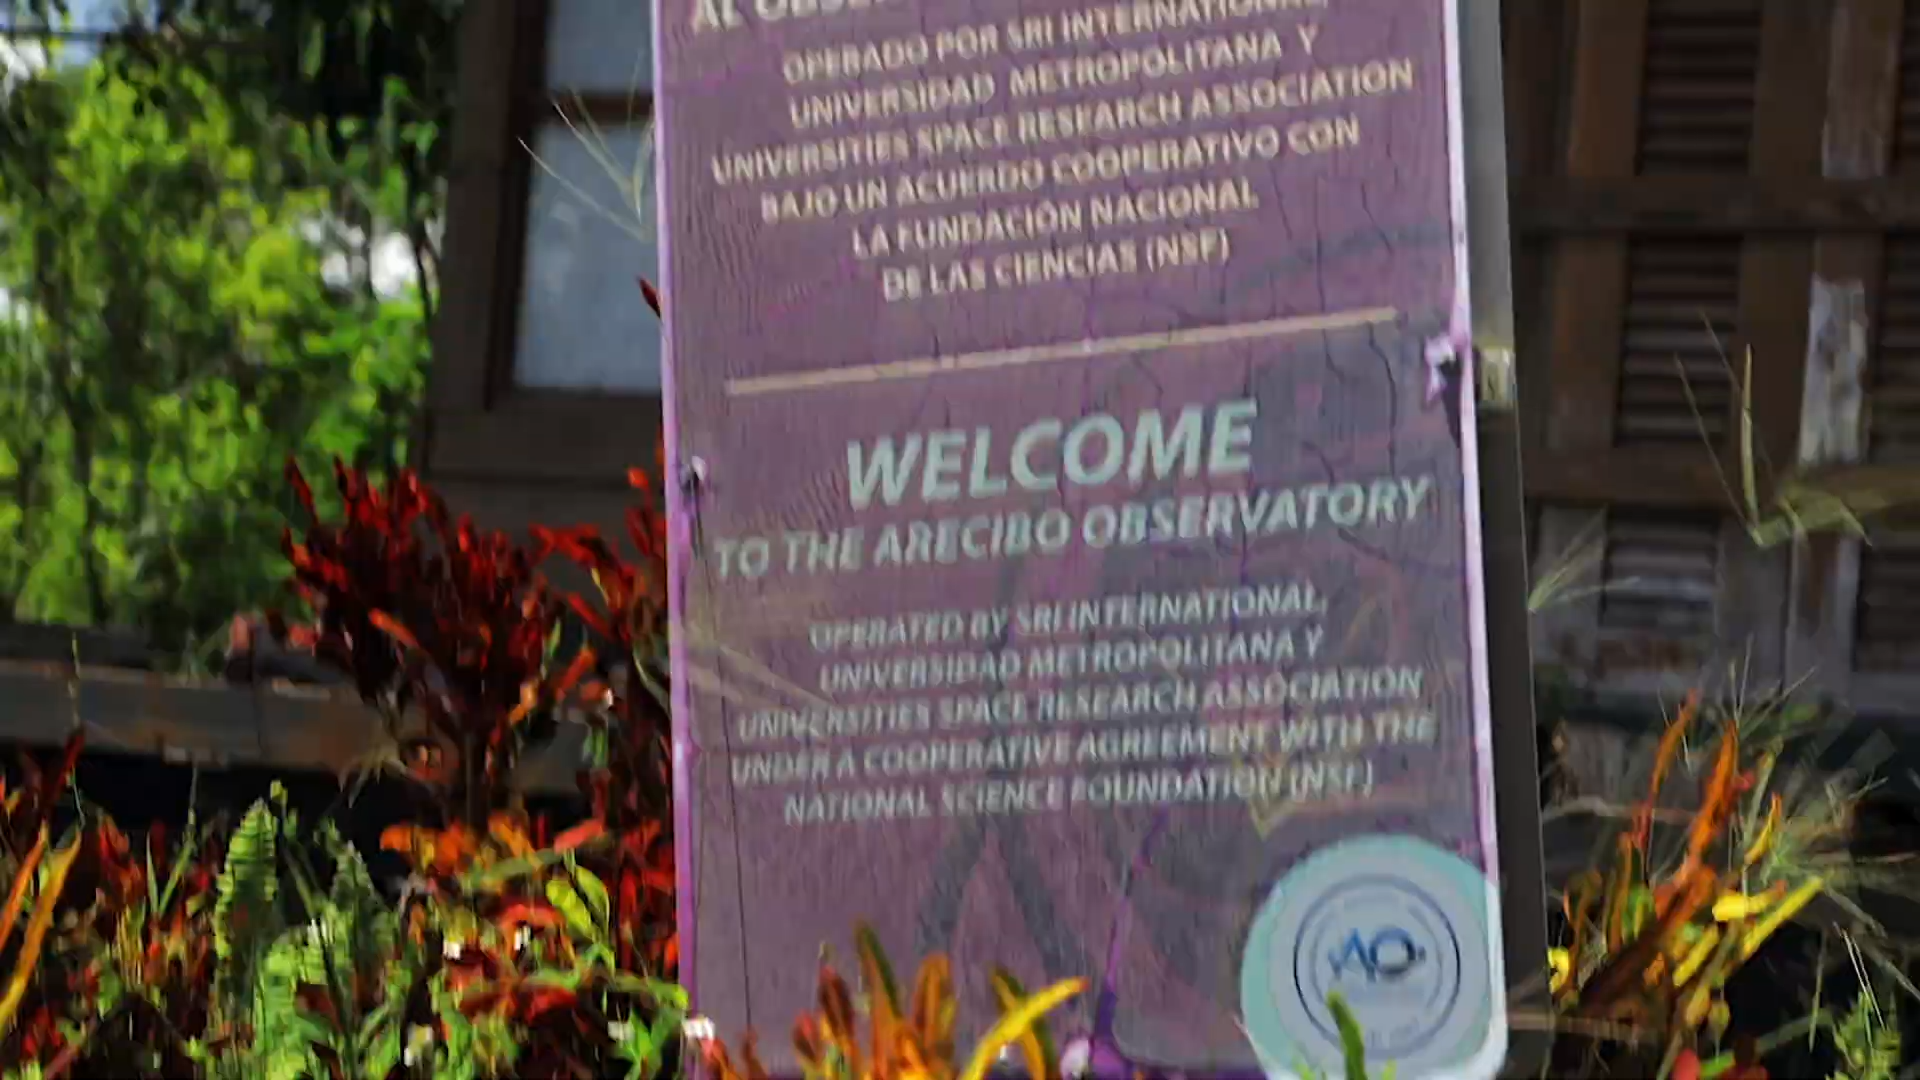 AL
OPERADO POR SRI INTERNATIONAL,
UNIVERSIDAD METROPOLITANA Y
UNIVERSITIES SPACE RESEARCH ASSOCIATION
BAJO UN ACUERDO COOPERATIVO CON
LA FUNDACIÓN NACIONAL
DE LAS CIENCIAS (NSF)
WELCOME
TO THE ARECIBO OBSERVATORY
OPERATED BY SRI INTERNATIONAL,
UNIVERSIDAD METROPOLITANA Y
UNIVERSITIES SPACE RESEARCH ASSOCIATION
UNDER A COOPERATIVE AGREEMENT WITH THE
NATIONAL SCIENCE FOUNDATION (NSF)
AO